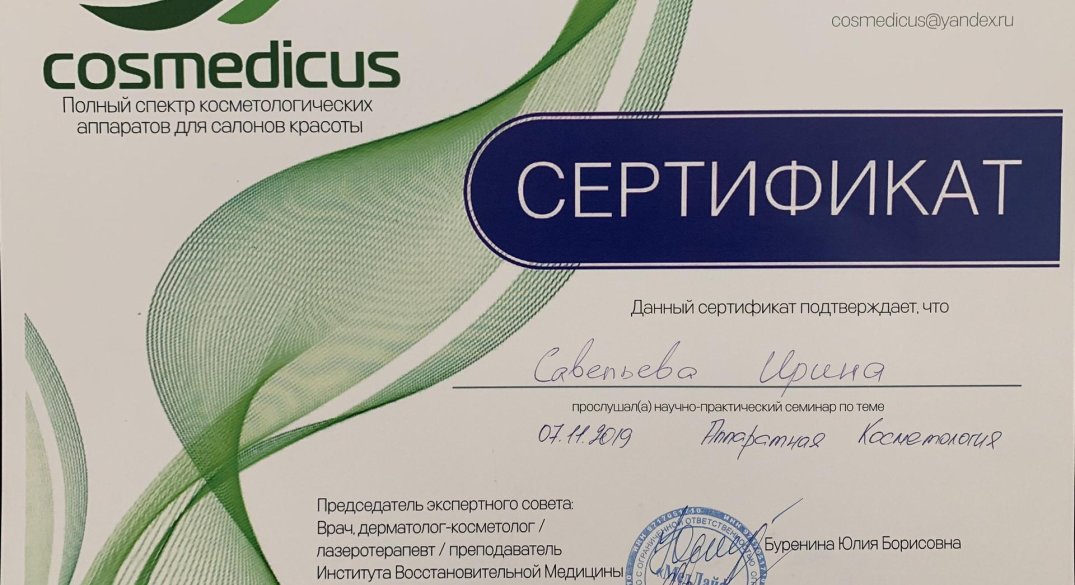 cosmedicus@yandex.ru
cosmedicus
Полный спектр косметологических
аппаратов для салонов красоты
СЕРТИФИКАТ
Данный сертификат подтверждает, что
Савельева Ирина
прослушал(а) научно-практический семинар по теме
07.11.2019 Аппаратная Косметология
Председатель экспертного совета:
Врач, дерматолог-косметолог /
лазеротерапевт / преподаватель
Института Восстановительной Медицины
Буренина Юлия Борисовна